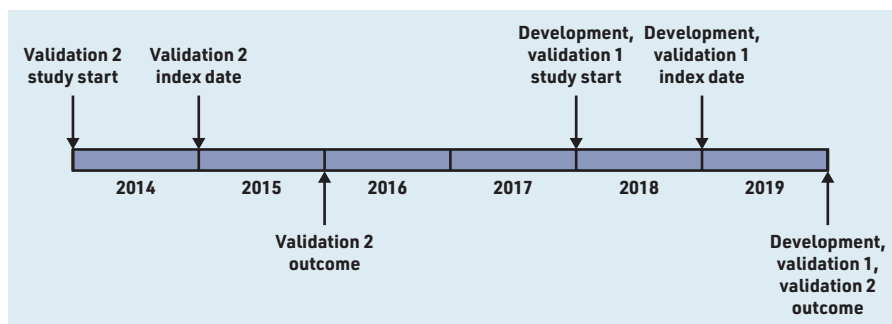 Validation 2
study start
Validation 2
index date
Development,
validation 1
study start
Development,
validation 1
index date
2014
2015
2016
2017
2018
2019
Validation 2
outcome
Development,
validation 1,
validation 2
outcome